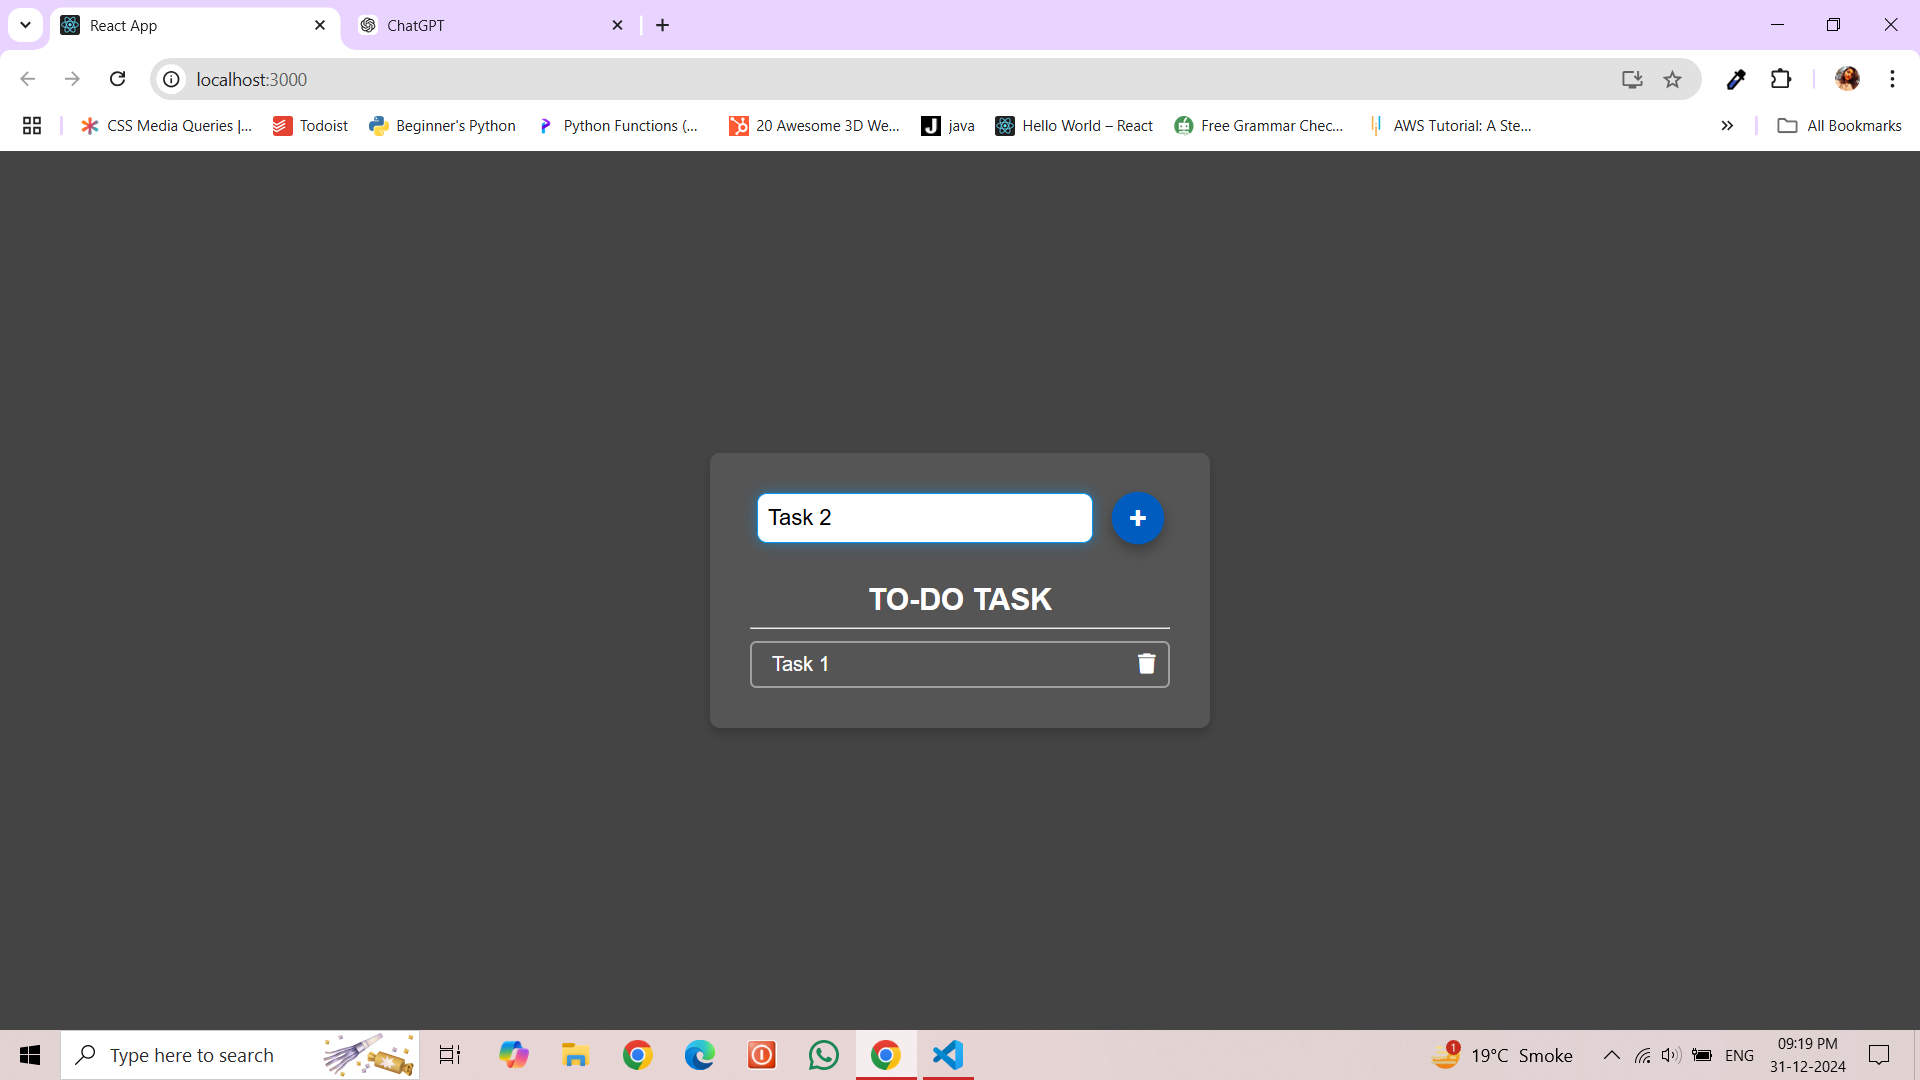 React App
ChatGPT
localhost:3000
CSS Media Queries |...
Todoist
Beginner's Python
Python Functions (...
20 Awesome 3D We...
java
Hello World – React
Free Grammar Chec...
AWS Tutorial: A Ste...
All Bookmarks
Task 2
TO-DO TASK
Task 1
Type here to search
1
19°C Smoke
ENG
09:19 PM
31-12-2024